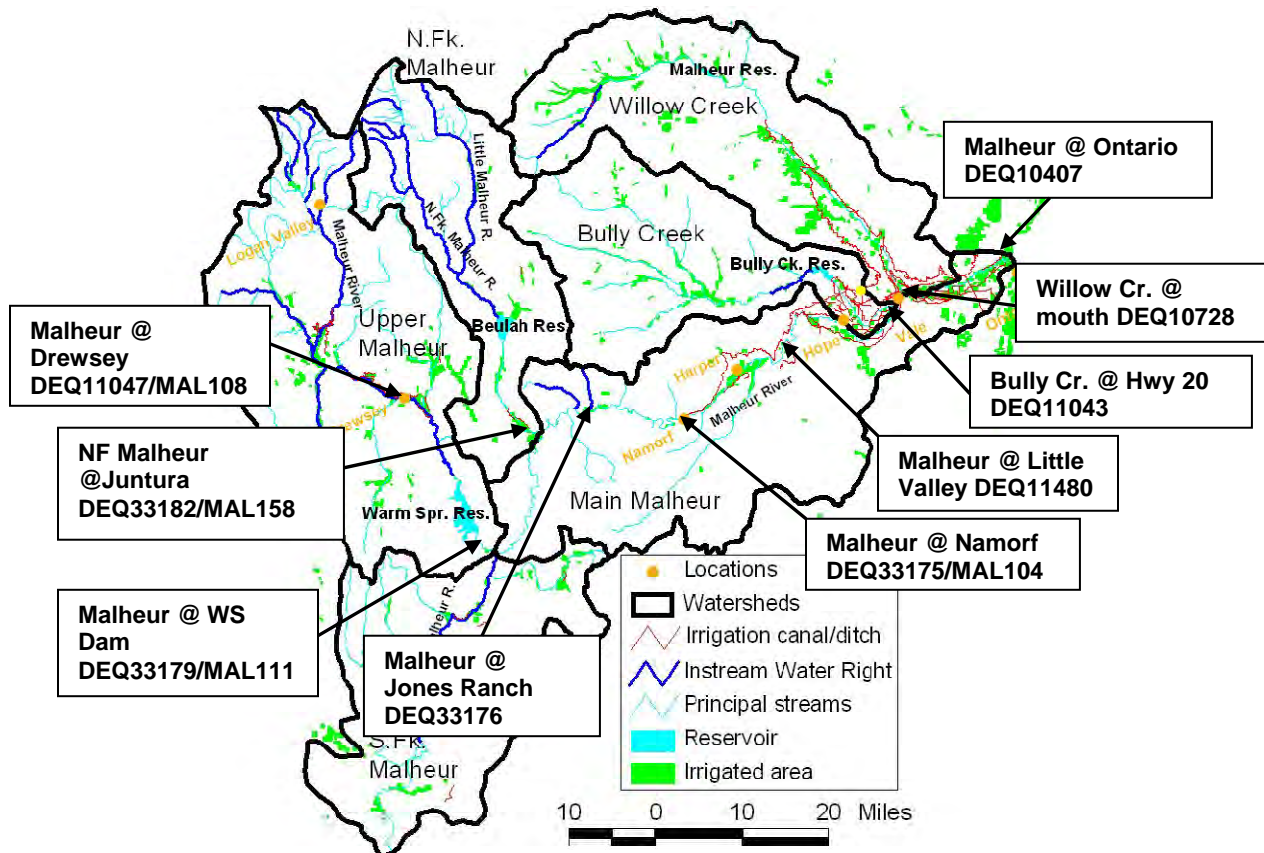 N.Fk.
Malheur
Malheur Res.
Willow Creek
Malheur @ Ontario
DEQ10407
Little Malheur R.
N.Fk. Malheur R.
Logan Valley
Malheur River
Bully Creek
Bully Ck. Res.
Willow Cr. @
mouth DEQ10728
Malheur @
Drewsey
DEQ11047/MAL108
Upper
Malheur
Beulah Res.
Hope
Vale
Harper
Malheur River
Bully Cr. @ Hwy 20
DEQ11043
NF Malheur
@Juntura
DEQ33182/MAL158
Namorf
Malheur @ Little
Valley DEQ11480
Warm Spr. Res.
Main Malheur
Malheur @ Namorf
DEQ33175/MAL104
Malheur @ WS
Dam
DEQ33179/MAL111
Malheur @
Jones Ranch
DEQ33176
Locations
Watersheds
Irrigation canal/ditch
Instream Water Right
Principal streams
Reservoir
Irrigated area
S.Fk.
Malheur
10 0 10 20 Miles